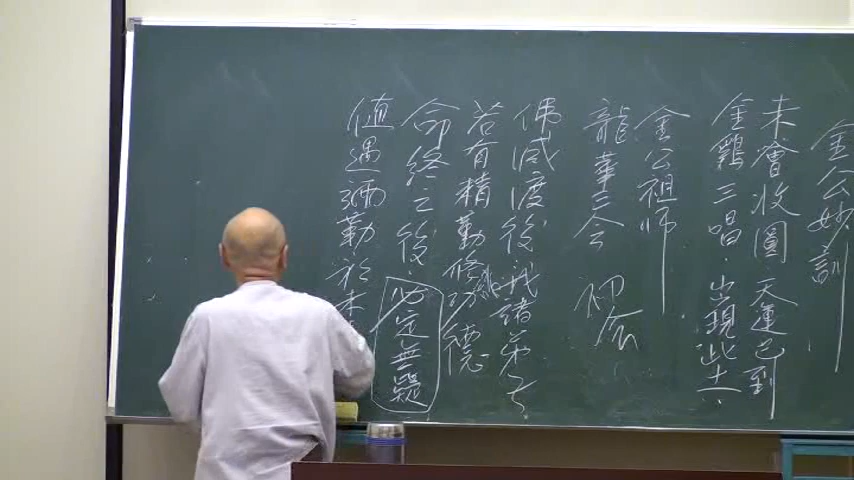 金公妙訓
未會收圓 天運已到
金鷄三唱．出現此土
金公祖師
龍華三会
佛滅渡後．我諸弟子
若有精勤修功德
命終之後．必定無疑
值遇彌勒．於未